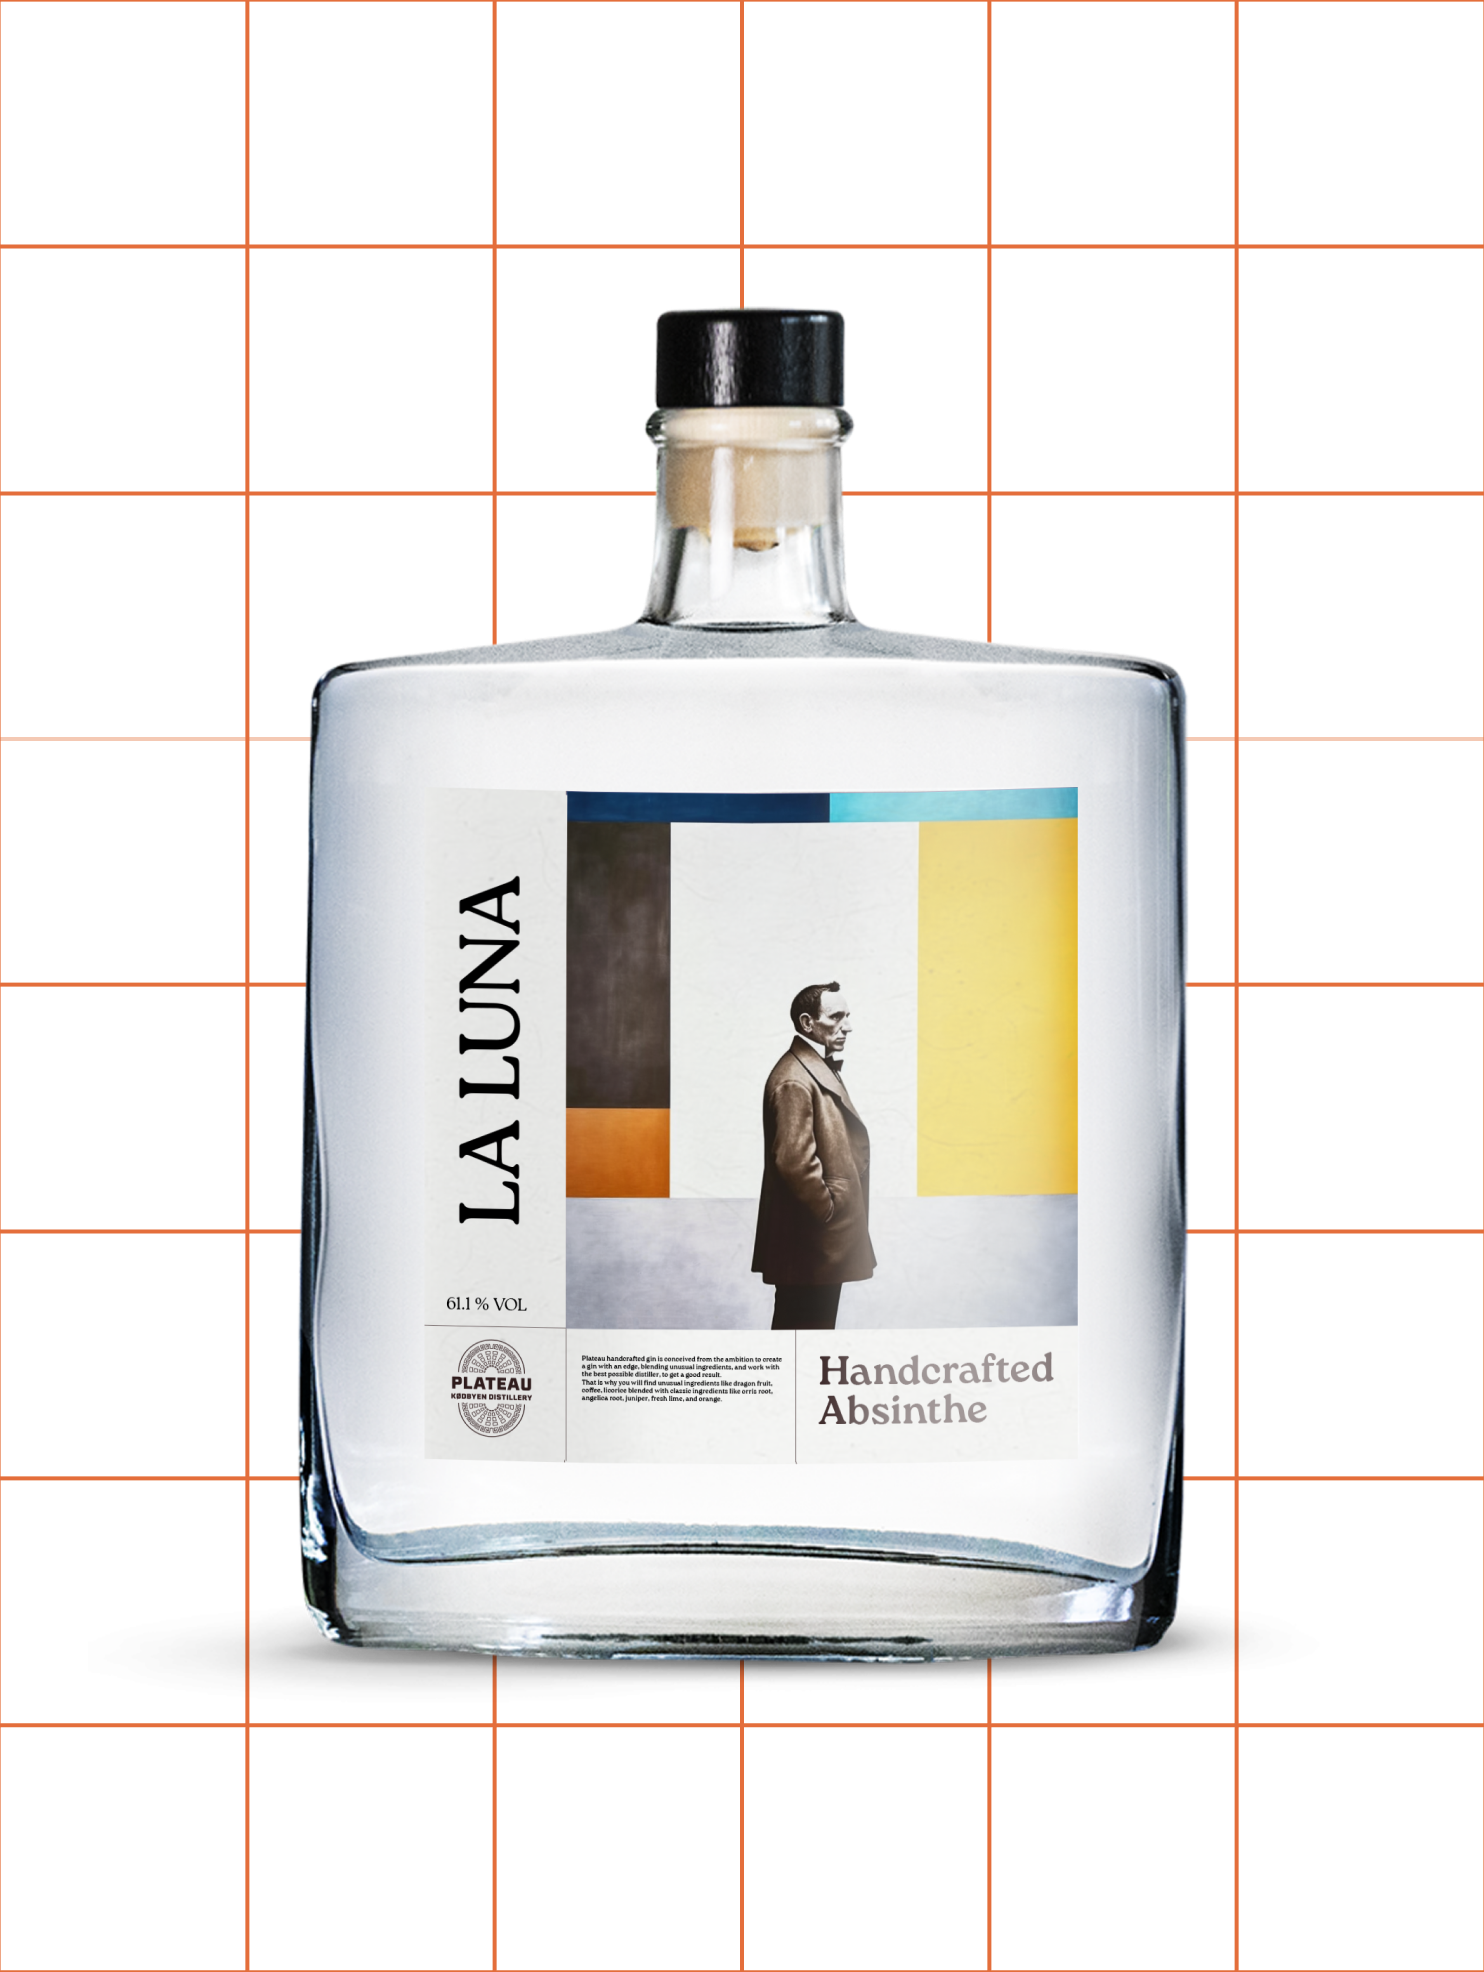 LA LUNA
61.1 % VOL
PLATEAU
KØDBYEN DISTILLERY
Plateau handcrafted gin is conceived from the ambition to create
a gin with an edge, blending unusual ingredients, and work with
the best possible distiller, to get a good result.
That is why you will find unusual ingredients like dragon fruit,
coffee, licorice blended with classic ingredients like orris root,
angelica root, juniper, fresh lime, and orange.
Handcrafted
Absinthe